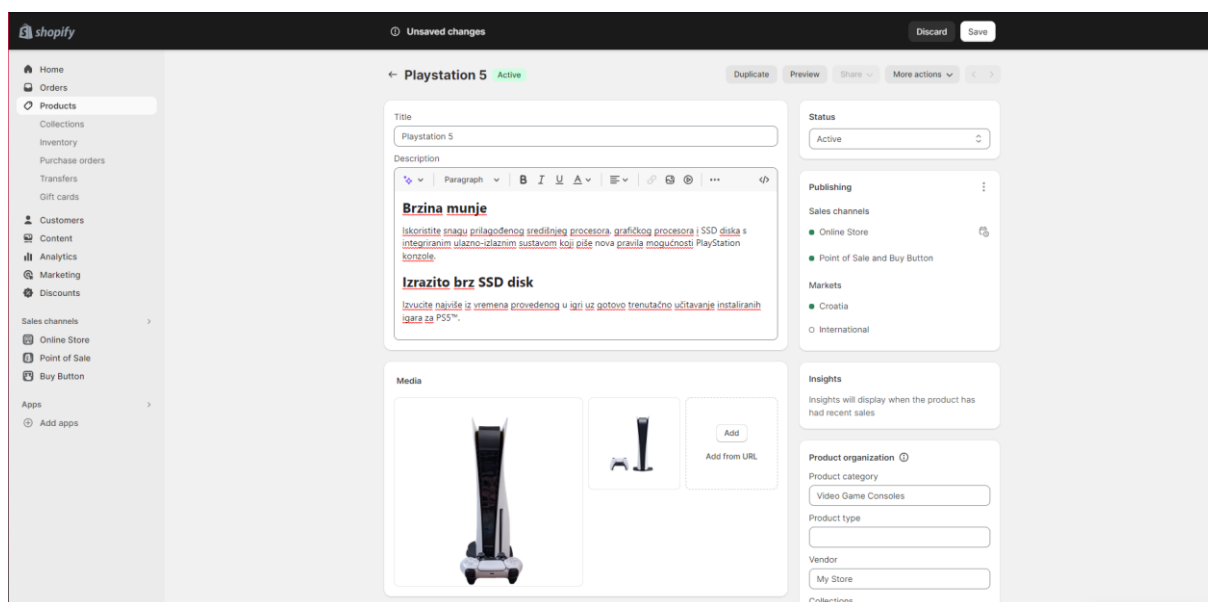 shopify
Unsaved changes
Discard
Save
Home
Orders
Products
Collections
Inventory
Purchase orders
Transfers
Gift cards
Customers
Content
Analytics
Marketing
Discounts
Sales channels
Online Store
Point of Sale
Buy Button
Apps
Add apps
Playstation 5 Active
Duplicate
Preview
Share
More actions
Title
Playstation 5
Description
Paragraph
B I U A
Brzina munje
Iskoristite snagu prilagođenog središnjeg procesora, grafičkog procesora i SSD diska s
integriranim ulazno-izlaznim sustavom koji piše nova pravila mogućnosti PlayStation
konzole.
Izrazito brz SSD disk
Izvucite najviše iz vremena provedenog u igri uz gotovo trenutačno učitavanje instaliranih
igara za PS5™.
Media
Add
Add from URL
Status
Active
Publishing
Sales channels
Online Store
Point of Sale and Buy Button
Markets
Croatia
International
Insights
Insights will display when the product has
had recent sales
Product organization
Product category
Video Game Consoles
Product type
Vendor
My Store
Collections